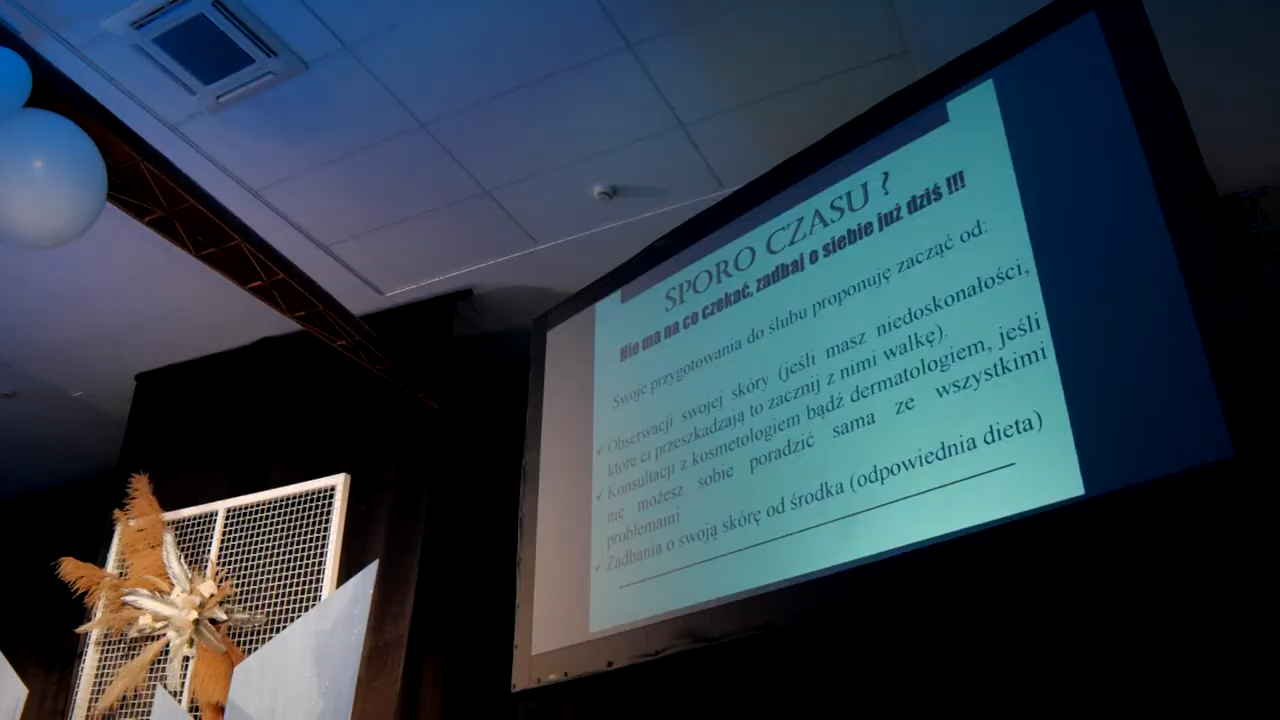 SPORO CZASU ?
Nie ma na co czekać, zadbaj o siebie już dziś !!!
Swoje przygotowania do ślubu proponuję zacząć od:
✓ Obserwacji swojej skóry (jeśli masz niedoskonałości,
które ci przeszkadzają to zacznij z nimi walkę).
✓ Konsultacji z kosmetologiem bądź dermatologiem, jeśli
nie możesz sobie poradzić sama ze wszystkimi
problemami
✓ Zadbania o swoją skórę od środka (odpowiednia dieta)